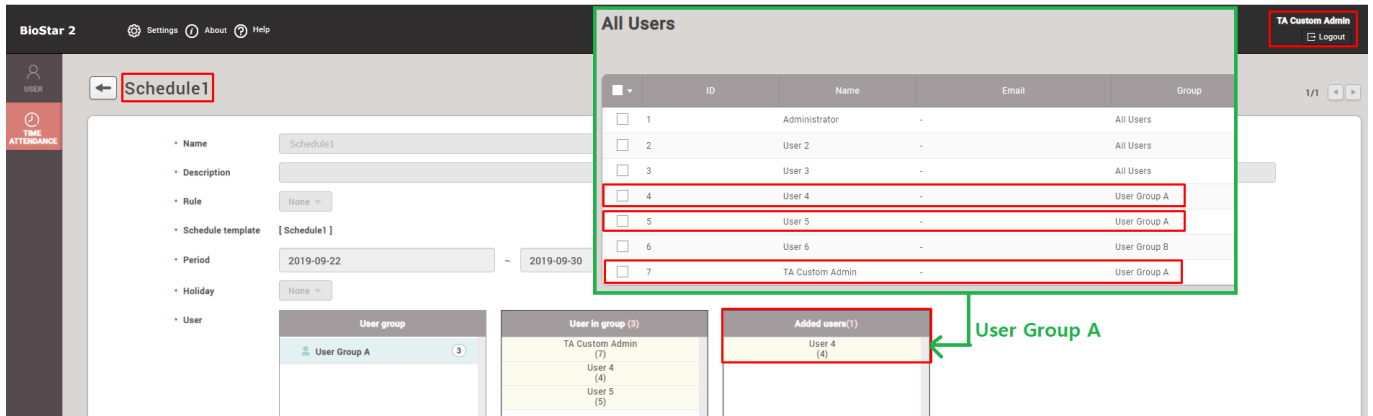 BioStar 2
Settings
About
Help
TA Custom Admin
Logout
USER
TIME
ATTENDANCE
Schedule1
1/1
Name
Schedule1
Description
Rule
None
Schedule template
[ Schedule1 ]
Period
2019-09-22 ~ 2019-09-30
Holiday
None
User
User group
User Group A 3
User in group (3)
TA Custom Admin
(7)
User 4
(4)
User 5
(5)
Added users(1)
User 4
(4)
All Users
ID Name Email Group
1 Administrator - All Users
2 User 2 - All Users
3 User 3 - All Users
4 User 4 - User Group A
5 User 5 - User Group A
6 User 6 - User Group B
7 TA Custom Admin - User Group A
User Group A